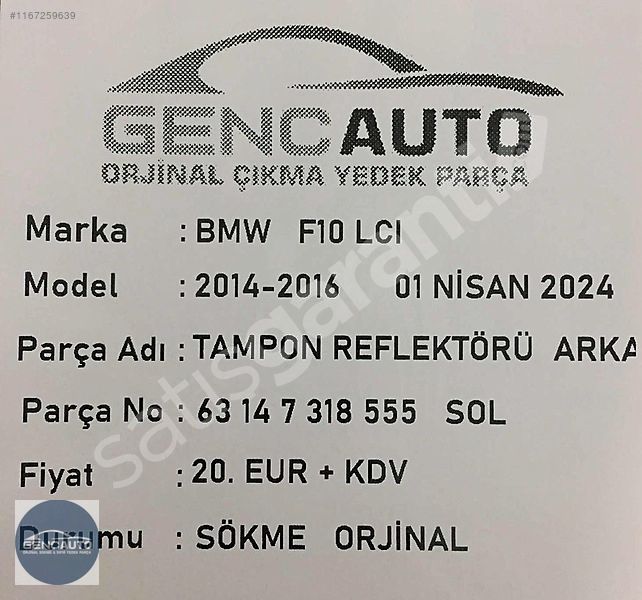 #1167259639
GENCAUTO
ORJİNAL ÇIKMA YEDEK PARÇA
Marka : BMW F10 LCI
Model : 2014-2016 01 NİSAN 2024
Parça Adı : TAMPON REFLEKTÖRÜ ARKA
Parça No : 63 14 7 318 555 SOL
Fiyat : 20. EUR + KDV
Durumu : SÖKME ORJİNAL
GENCAUTO
satışgaranti